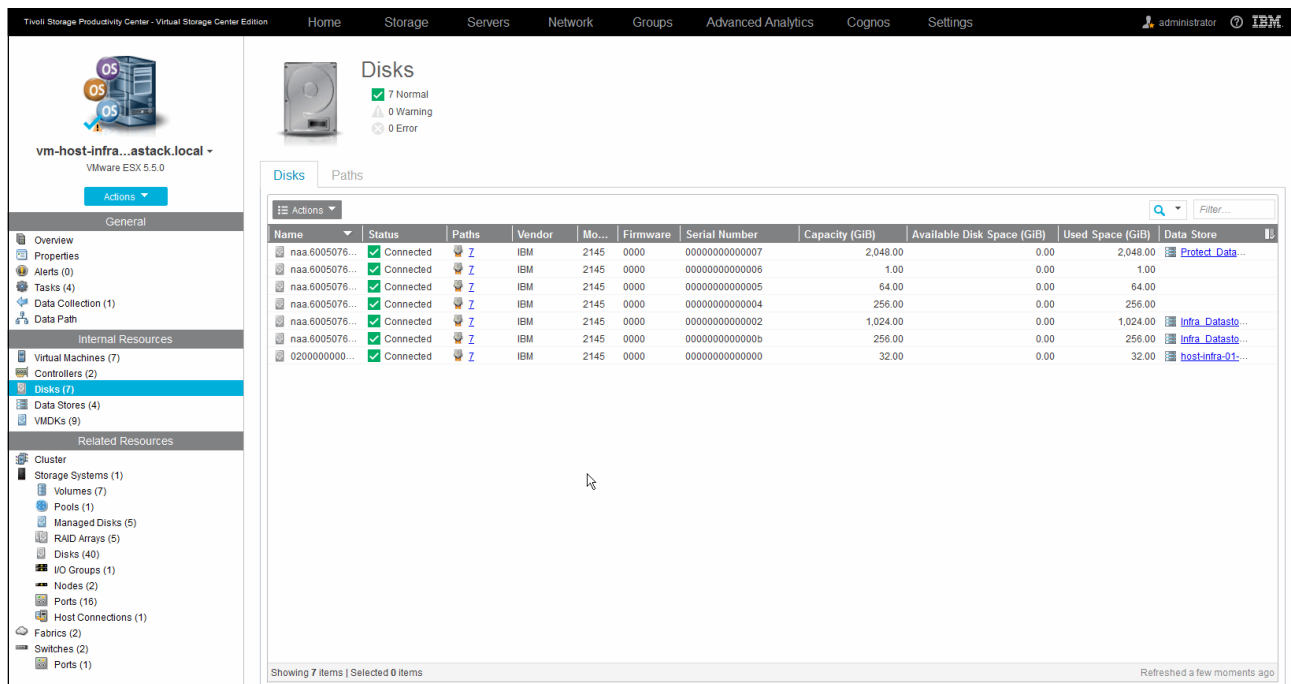 Tivoli Storage Productivity Center - Virtual Storage Center Edition Home Storage Servers Network Groups Advanced Analytics Cognos Settings administrator ? IBM.
OS
OS
OS
vm-host-infra...astack.local
VMware ESX 5.5.0
Actions
General
Overview
Properties
Alerts (0)
Tasks (4)
Data Collection (1)
Data Path
Internal Resources
Virtual Machines (7)
Controllers (2)
Disks (7)
Data Stores (4)
VMDKs (9)
Related Resources
Cluster
Storage Systems (1)
Volumes (7)
Pools (1)
Managed Disks (5)
RAID Arrays (5)
Disks (40)
I/O Groups (1)
Nodes (2)
Ports (16)
Host Connections (1)
Fabrics (2)
Switches (2)
Ports (1)
Disks
7 Normal
0 Warning
0 Error
Disks Paths
Actions Filter...
Name Status Paths Vendor Mo... Firmware Serial Number Capacity (GiB) Available Disk Space (GiB) Used Space (GiB) Data Store
naa.6005076... Connected 7 IBM 2145 0000 00000000000007 2,048.00 0.00 2,048.00 Protect_Data...
naa.6005076... Connected 7 IBM 2145 0000 00000000000006 1.00 0.00 1.00
naa.6005076... Connected 7 IBM 2145 0000 00000000000005 64.00 0.00 64.00
naa.6005076... Connected 7 IBM 2145 0000 00000000000004 256.00 0.00 256.00
naa.6005076... Connected 7 IBM 2145 0000 00000000000002 1,024.00 0.00 1,024.00 Infra_Datasto...
naa.6005076... Connected 7 IBM 2145 0000 0000000000000b 256.00 0.00 256.00 Infra_Datasto...
0200000000... Connected 7 IBM 2145 0000 00000000000000 32.00 0.00 32.00 host-infra-01-...
Showing 7 items | Selected 0 items Refreshed a few moments ago